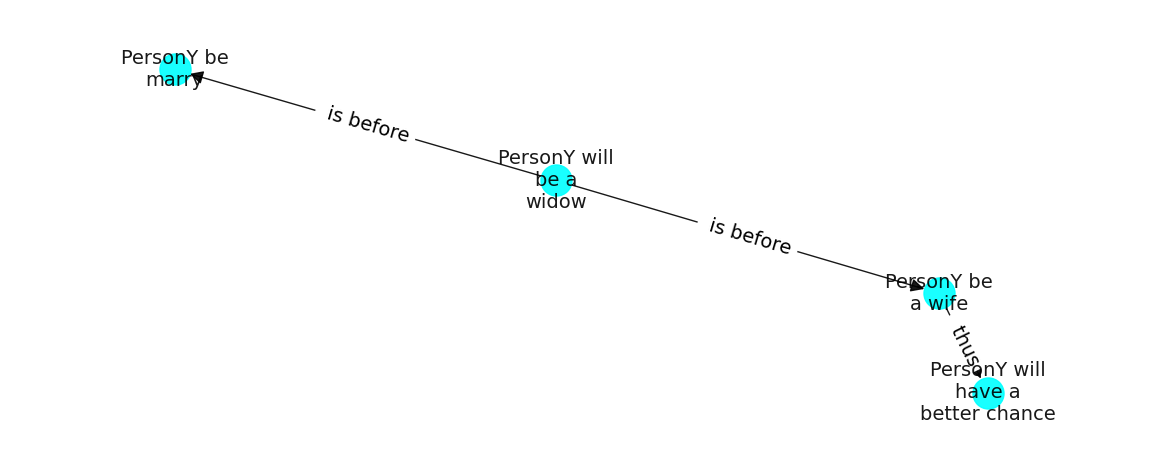 PersonY be
marry
is before
PersonY will
be a
widow
is before
PersonY be
a wife
thus
PersonY will
have a
better chance